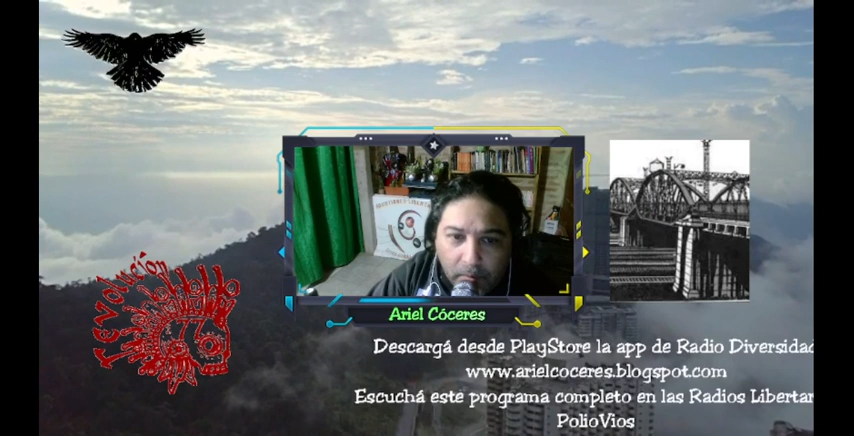 revolución
Ariel Cóceres
Descargá desde PlayStore la app de Radio Diversidad
www.arielcoceres.blogspot.com
Escuchá este programa completo en las Radios Libertar
PolioVios